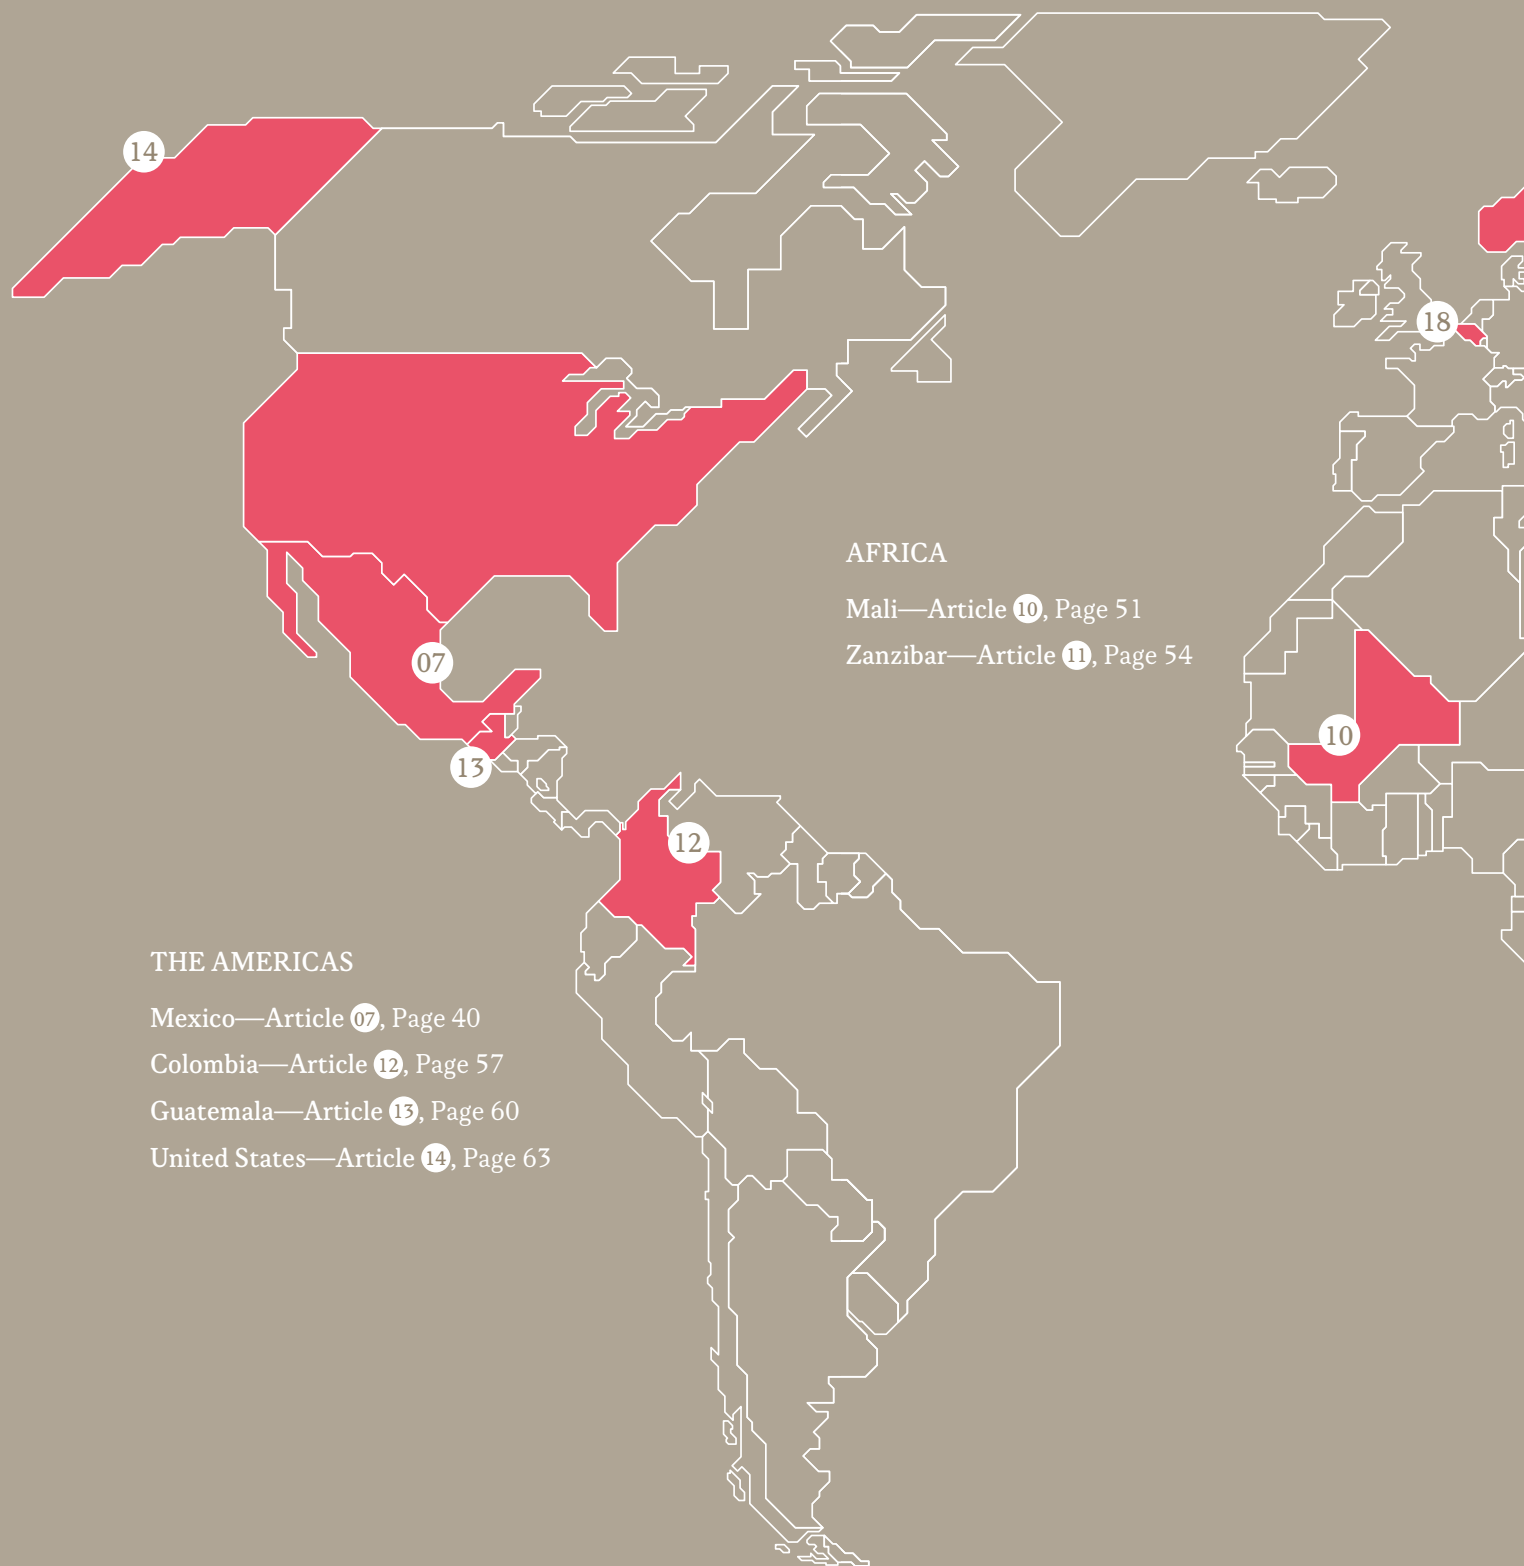 14
18
07
AFRICA
Mali—Article 10, Page 51
Zanzibar—Article 11, Page 54
10
13
12
THE AMERICAS
Mexico—Article 07, Page 40
Colombia—Article 12, Page 57
Guatemala—Article 13, Page 60
United States—Article 14, Page 63